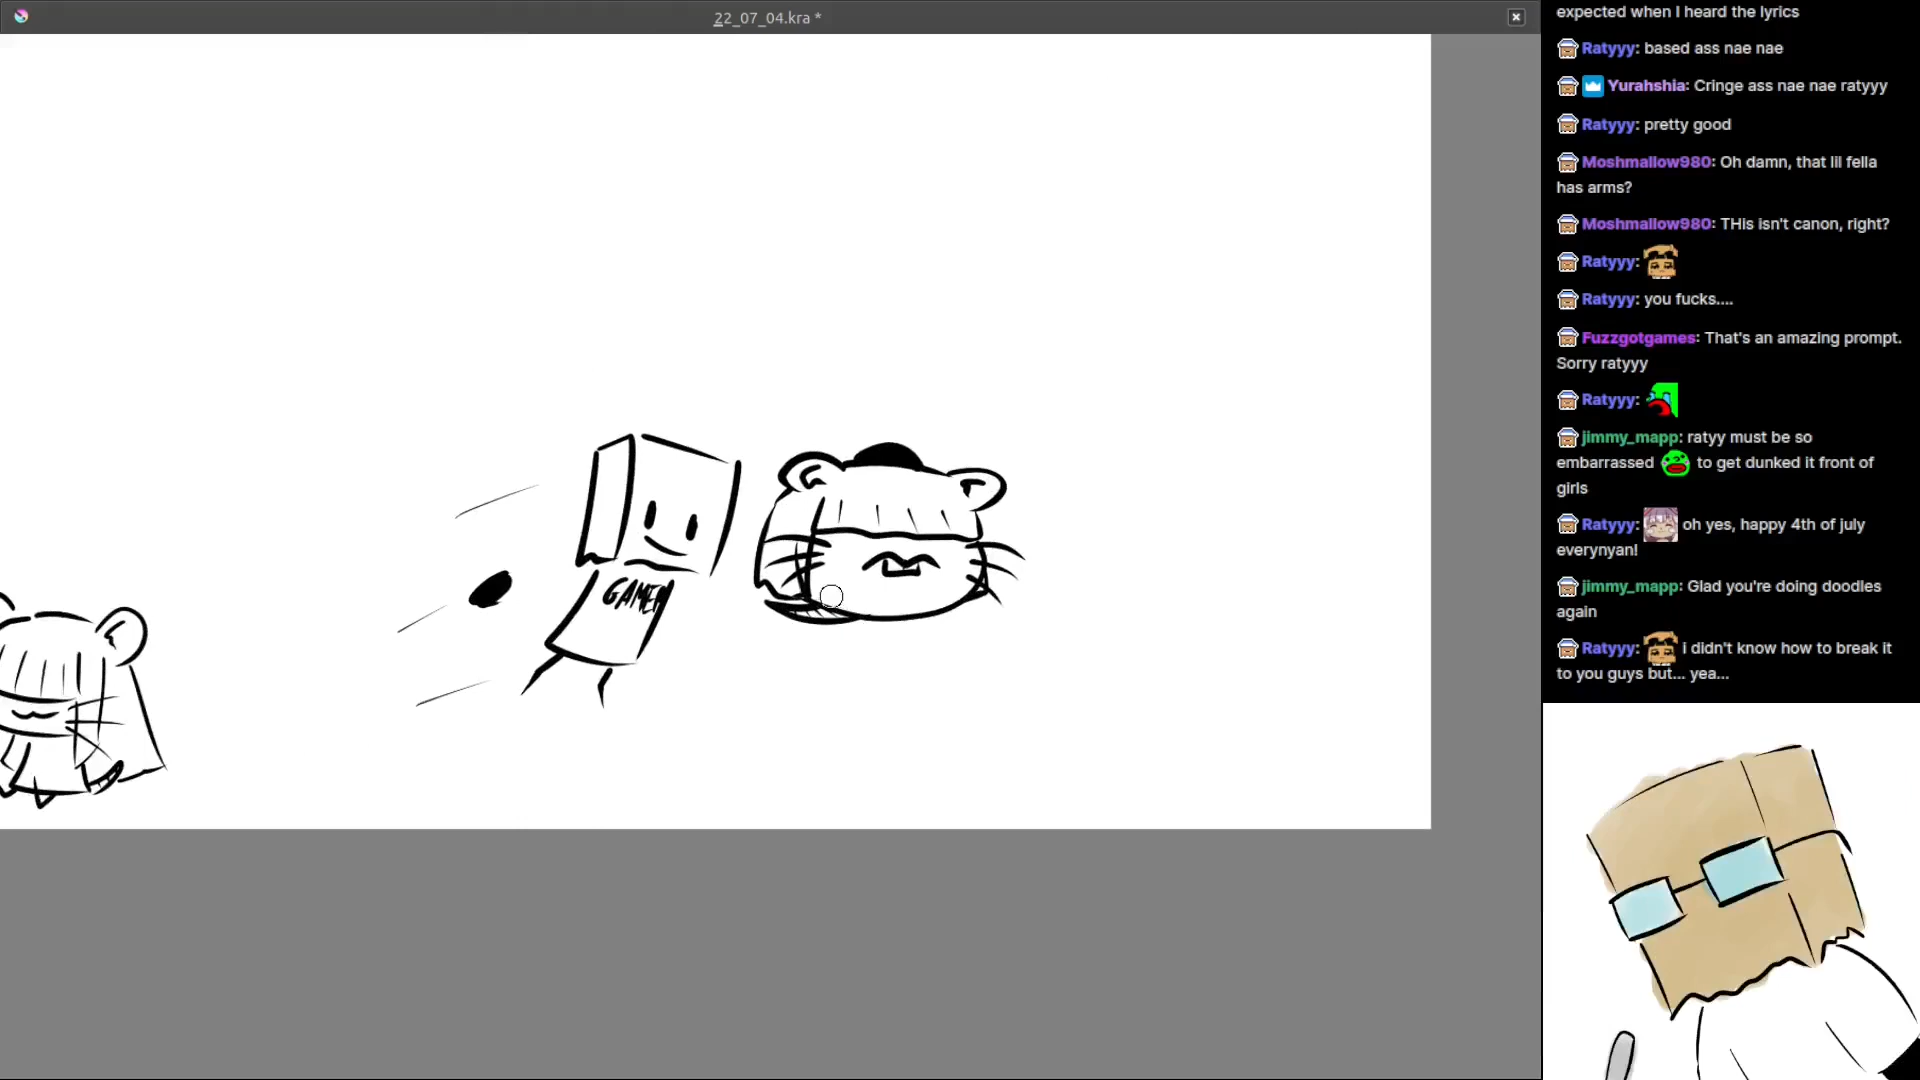 22_07_04.kra *
expected when I heard the lyrics
Ratyyy: based ass nae nae
Yurahshia: Cringe ass nae nae ratyyy
Ratyyy: pretty good
Moshmallow980: Oh damn, that lil fella
has arms?
Moshmallow980: THis isn't canon, right?
Ratyyy:
Ratyyy: you fucks....
Fuzzgotgames: That's an amazing prompt.
Sorry ratyyy
Ratyyy:
jimmy_mapp: ratyy must be so
embarrassed to get dunked it front of
girls
Ratyyy: oh yes, happy 4th of july
everynyan!
jimmy_mapp: Glad you're doing doodles
again
Ratyyy: i didn't know how to break it
to you guys but... yea...
GAMER